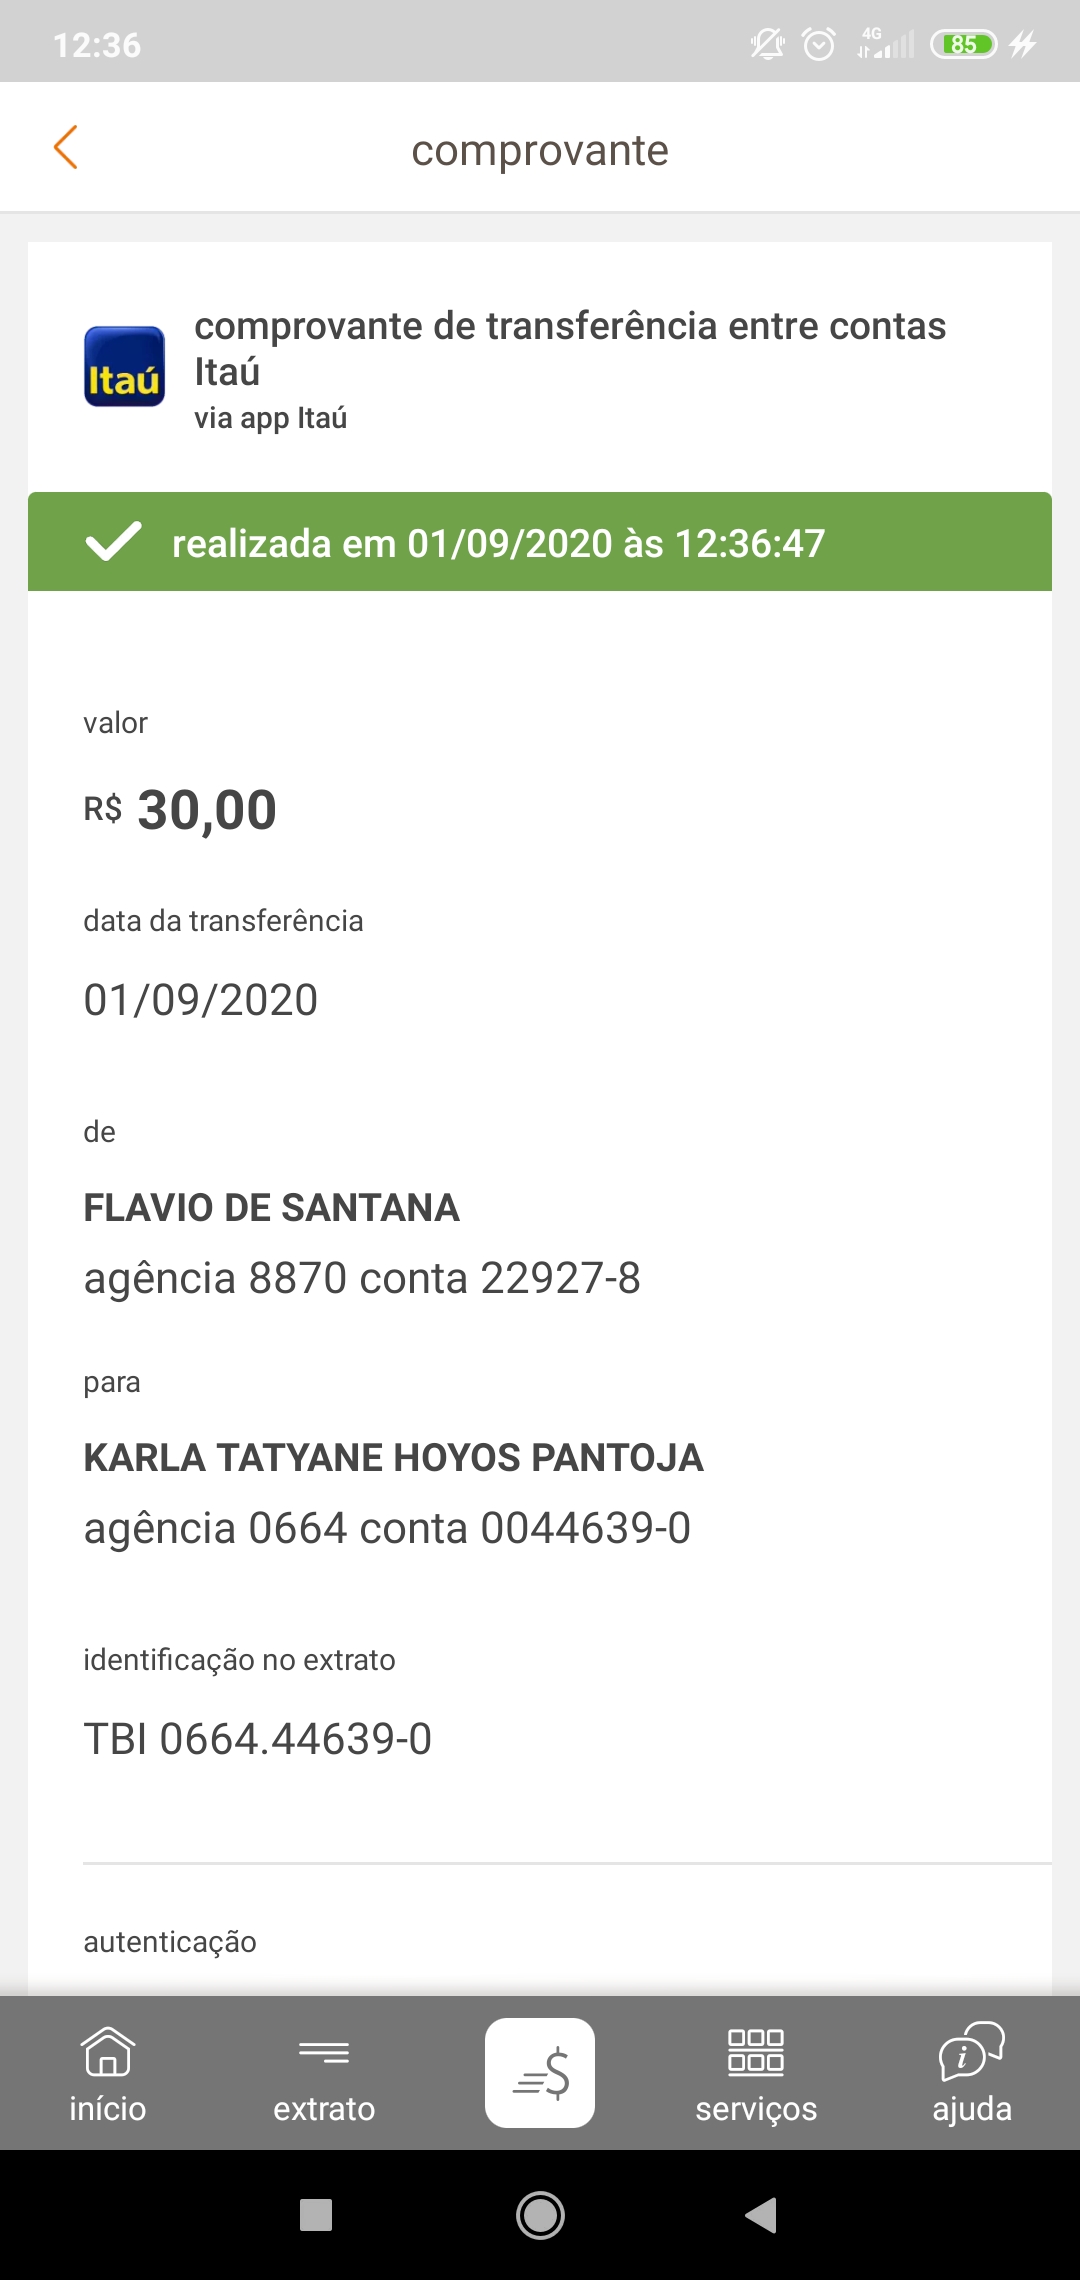 12:36
4G
85
comprovante
Itaú
comprovante de transferência entre contas
Itaú
via app Itaú
realizada em 01/09/2020 às 12:36:47
valor
R$ 30,00
data da transferência
01/09/2020
de
FLAVIO DE SANTANA
agência 8870 conta 22927-8
para
KARLA TATYANE HOYOS PANTOJA
agência 0664 conta 0044639-0
identificação no extrato
TBI 0664.44639-0
autenticação
início
extrato
$
serviços
i
ajuda